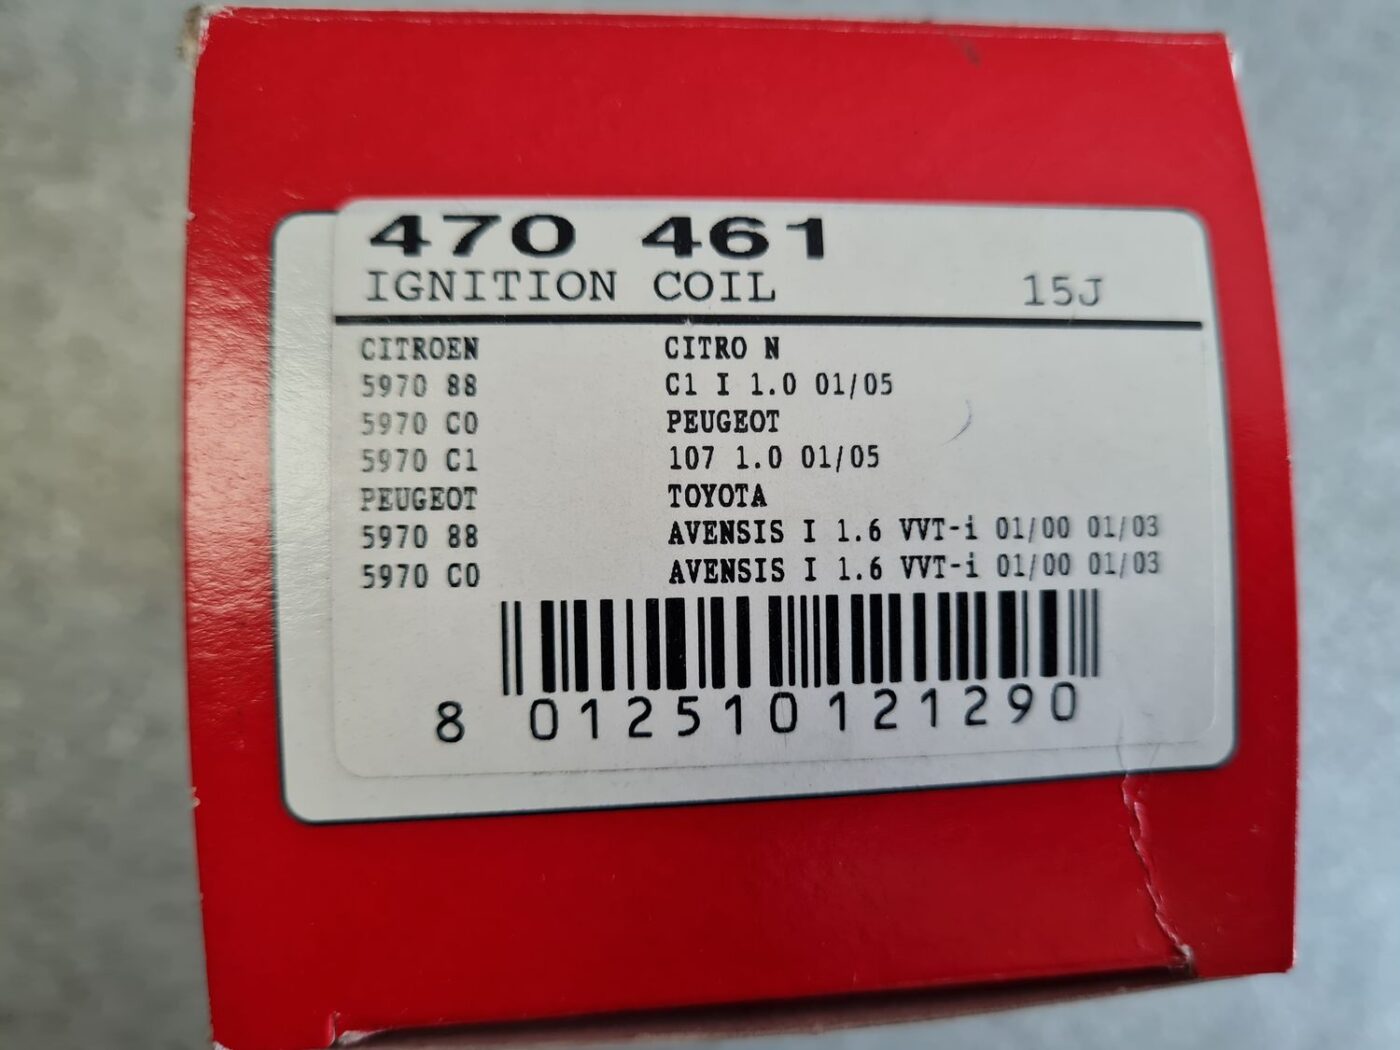 470 461
IGNITION COIL 15J
CITROEN CITRO N
5970 88 C1 I 1.0 01/05
5970 C0 PEUGEOT
5970 C1 107 1.0 01/05
PEUGEOT TOYOTA
5970 88 AVENSIS I 1.6 VVT-i 01/00 01/03
5970 C0 AVENSIS I 1.6 VVT-i 01/00 01/03
8 012510 121290